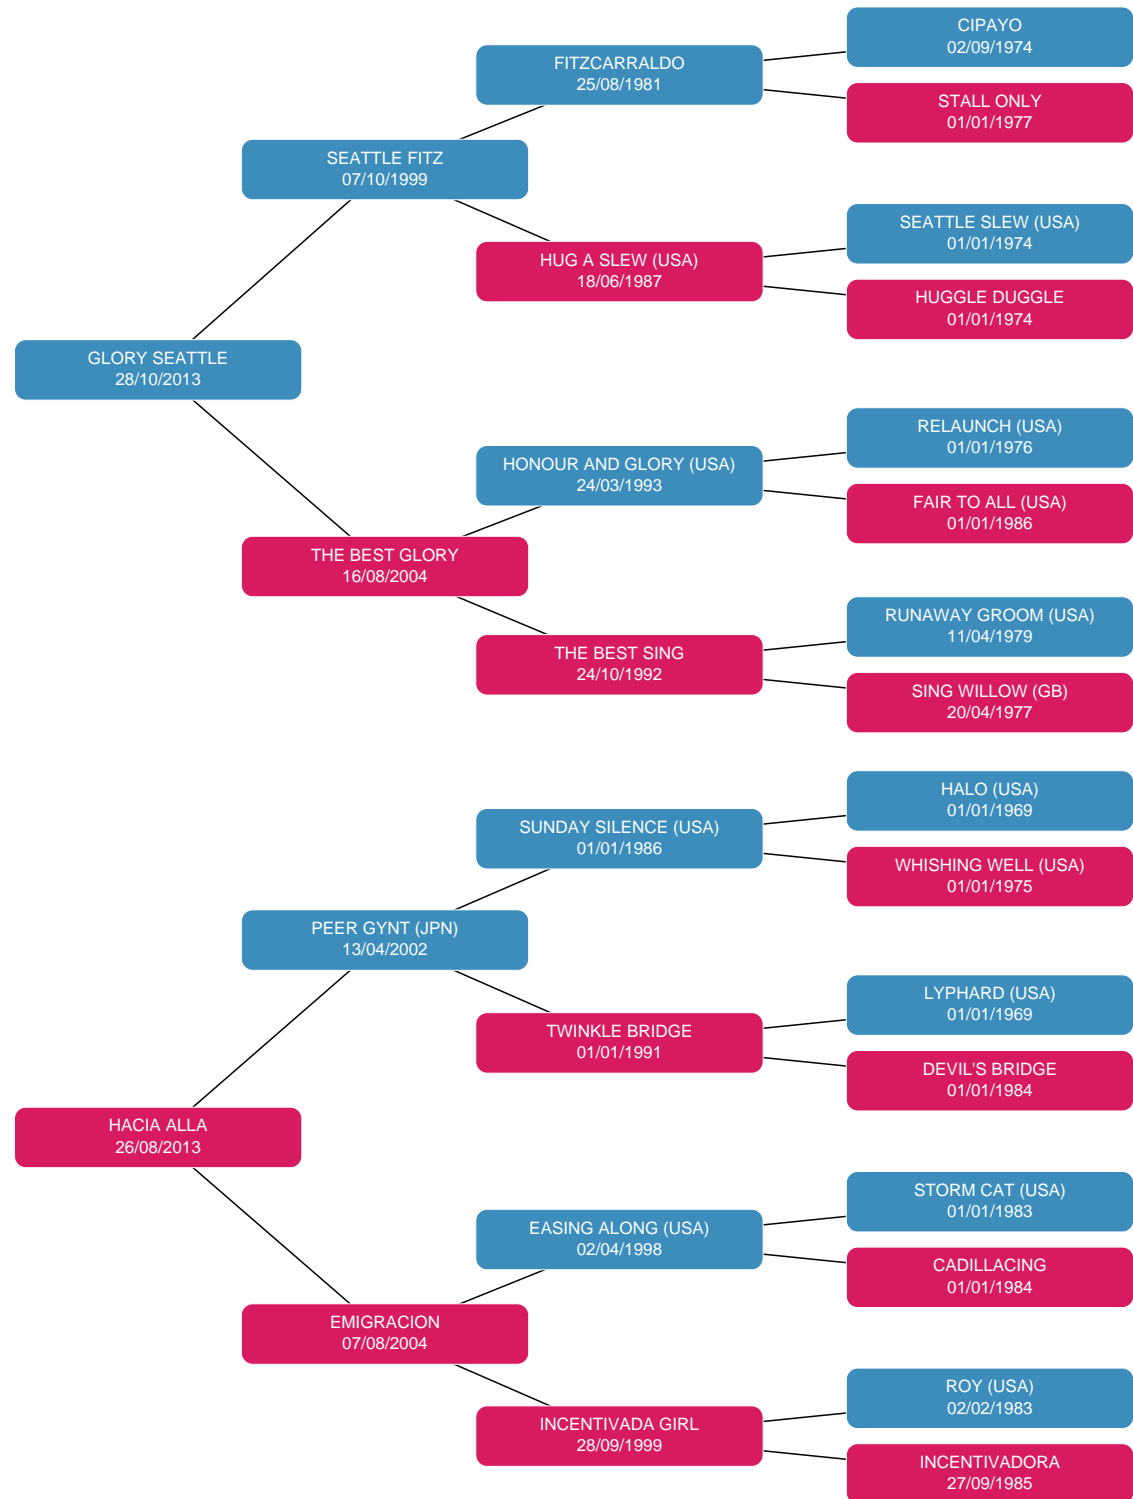 CIPAYO
02/09/1974
FITZCARRALDO
25/08/1981
STALL ONLY
01/01/1977
SEATTLE FITZ
07/10/1999
SEATTLE SLEW (USA)
01/01/1974
HUG A SLEW (USA)
18/06/1987
HUGGLE DUGGLE
01/01/1974
GLORY SEATTLE
28/10/2013
RELAUNCH (USA)
01/01/1976
HONOUR AND GLORY (USA)
24/03/1993
FAIR TO ALL (USA)
01/01/1986
THE BEST GLORY
16/08/2004
RUNAWAY GROOM (USA)
11/04/1979
THE BEST SING
24/10/1992
SING WILLOW (GB)
20/04/1977
HALO (USA)
01/01/1969
SUNDAY SILENCE (USA)
01/01/1986
WHISHING WELL (USA)
01/01/1975
PEER GYNT (JPN)
13/04/2002
LYPHARD (USA)
01/01/1969
TWINKLE BRIDGE
01/01/1991
DEVIL'S BRIDGE
01/01/1984
HACIA ALLA
26/08/2013
STORM CAT (USA)
01/01/1983
EASING ALONG (USA)
02/04/1998
CADILLACING
01/01/1984
EMIGRACION
07/08/2004
ROY (USA)
02/02/1983
INCENTIVADA GIRL
28/09/1999
INCENTIVADORA
27/09/1985